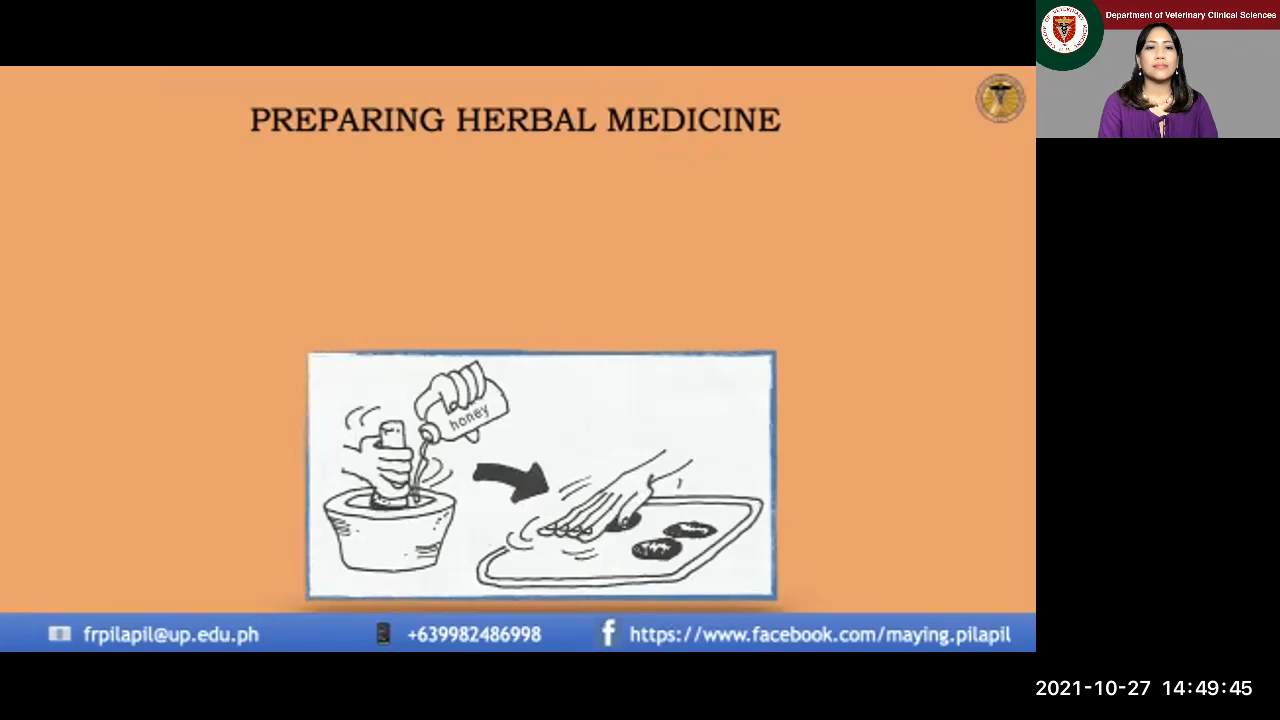 Department of Veterinary Clinical Sciences
PREPARING HERBAL MEDICINE
honey
frpilapil@up.edu.ph
+639982486998
https://www.facebook.com/maying.pilapil
2021-10-27 14:49:45